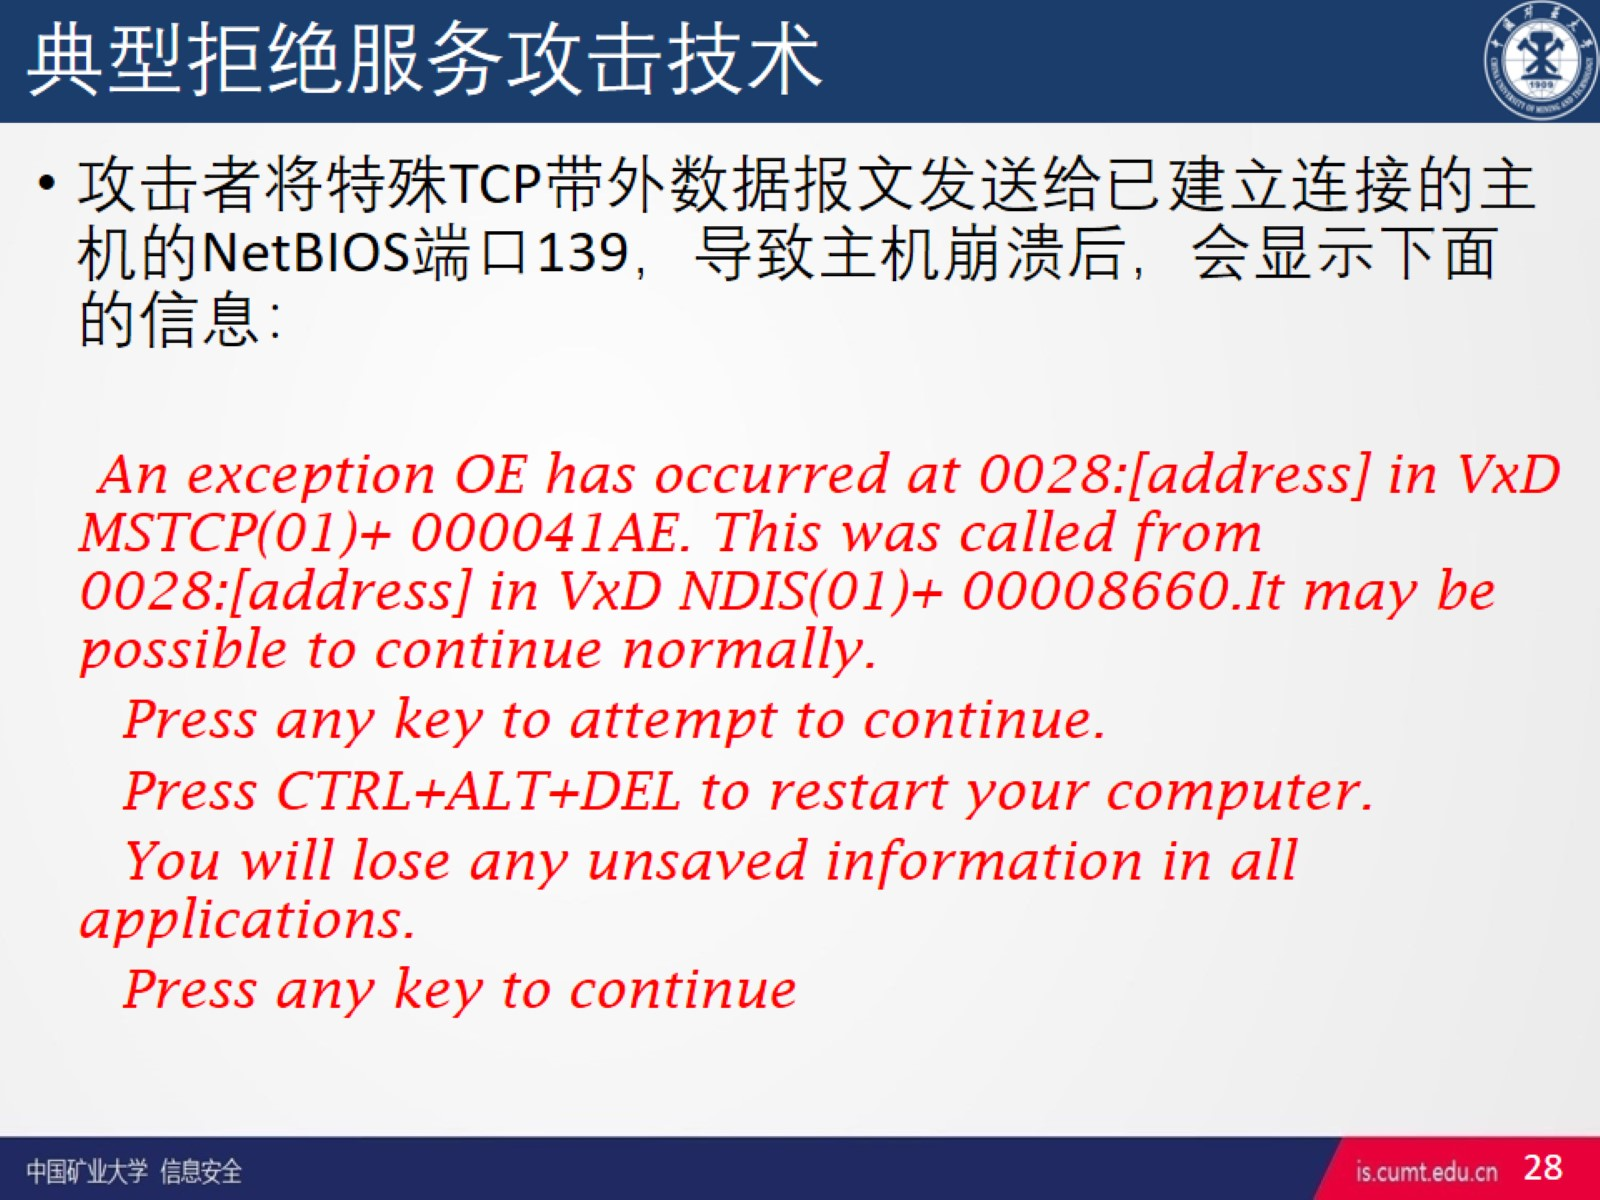 典型拒绝服务攻击技术
• 攻击者将特殊TCP带外数据报文发送给已建立连接的主
机的NetBIOS端口139，导致主机崩溃后，会显示下面
的信息：
An exception OE has occurred at 0028:[address] in VxD
MSTCP(01)+ 000041AE. This was called from
0028:[address] in VxD NDIS(01)+ 00008660.It may be
possible to continue normally.
Press any key to attempt to continue.
Press CTRL+ALT+DEL to restart your computer.
You will lose any unsaved information in all
applications.
Press any key to continue
中国矿业大学 信息安全
is.cumt.edu.cn 28
1909
CHINA UNIVERSITY OF MINING AND TECHNOLOGY